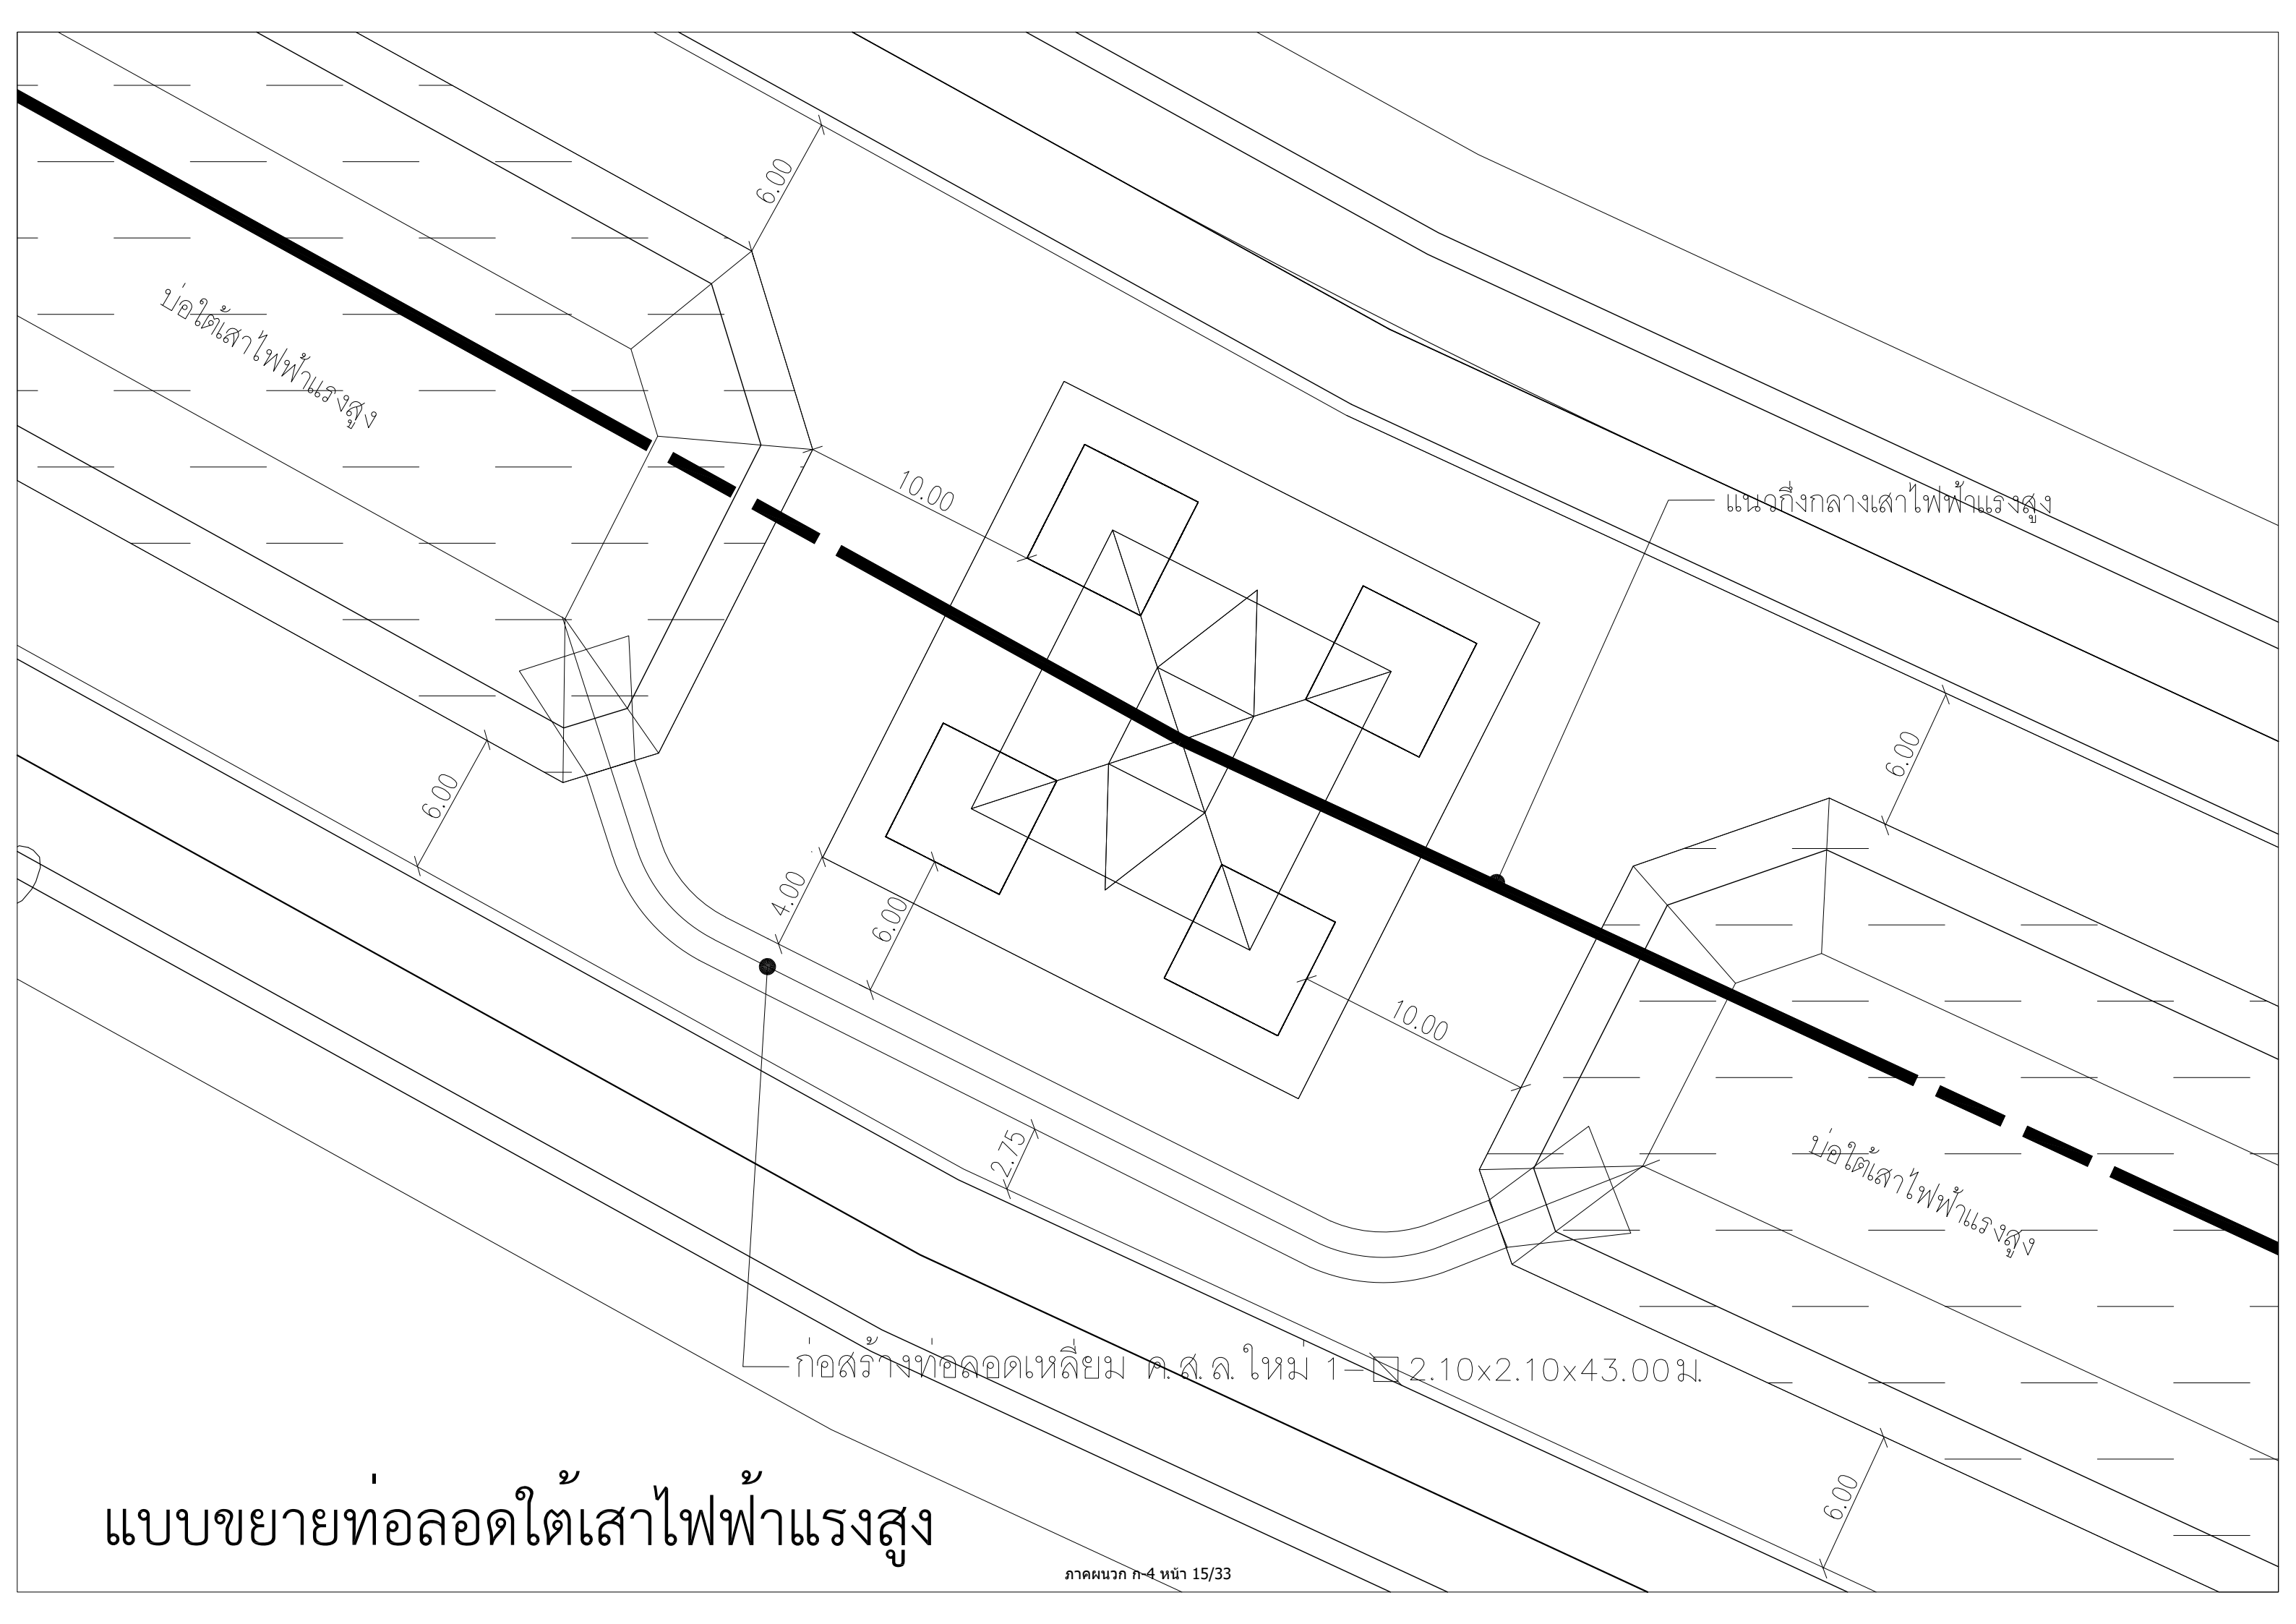 6.00
บ่อใต้เสาไฟฟ้าแรงสูง
10.00
แนวกึ่งกลางเสาไฟฟ้าแรงสูง
6.00
6.00
4.00
6.00
10.00
2.75
บ่อใต้เสาไฟฟ้าแรงสูง
ก่อสร้างท่อลอดเหลี่ยม ค.ส.ล. ใหม่ 1-□ 2.10x2.10x43.00 ม.
6.00
แบบขยายท่อลอดใต้เสาไฟฟ้าแรงสูง
ภาคผนวก ก-4 หน้า 15/33